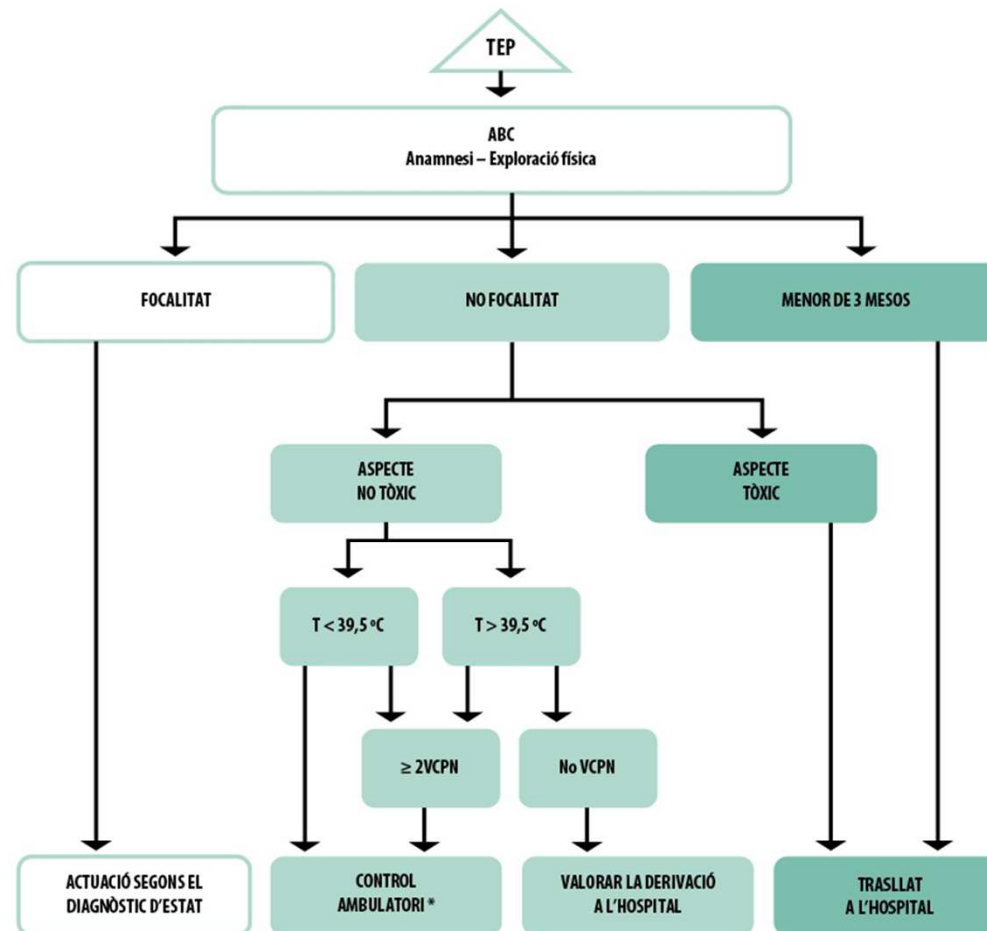 TEP
ABC
Anamnesi – Exploració física
FOCALITAT
NO FOCALITAT
MENOR DE 3 MESOS
ASPECTE
NO TÒXIC
ASPECTE
TÒXIC
T < 39,5 ºC
T > 39,5 ºC
≥ 2VCPN
No VCPN
ACTUACIÓ SEGONS EL
DIAGNÒSTIC D’ESTAT
CONTROL
AMBULATORI *
VALORAR LA DERIVACIÓ
A L’HOSPITAL
TRASLLAT
A L’HOSPITAL